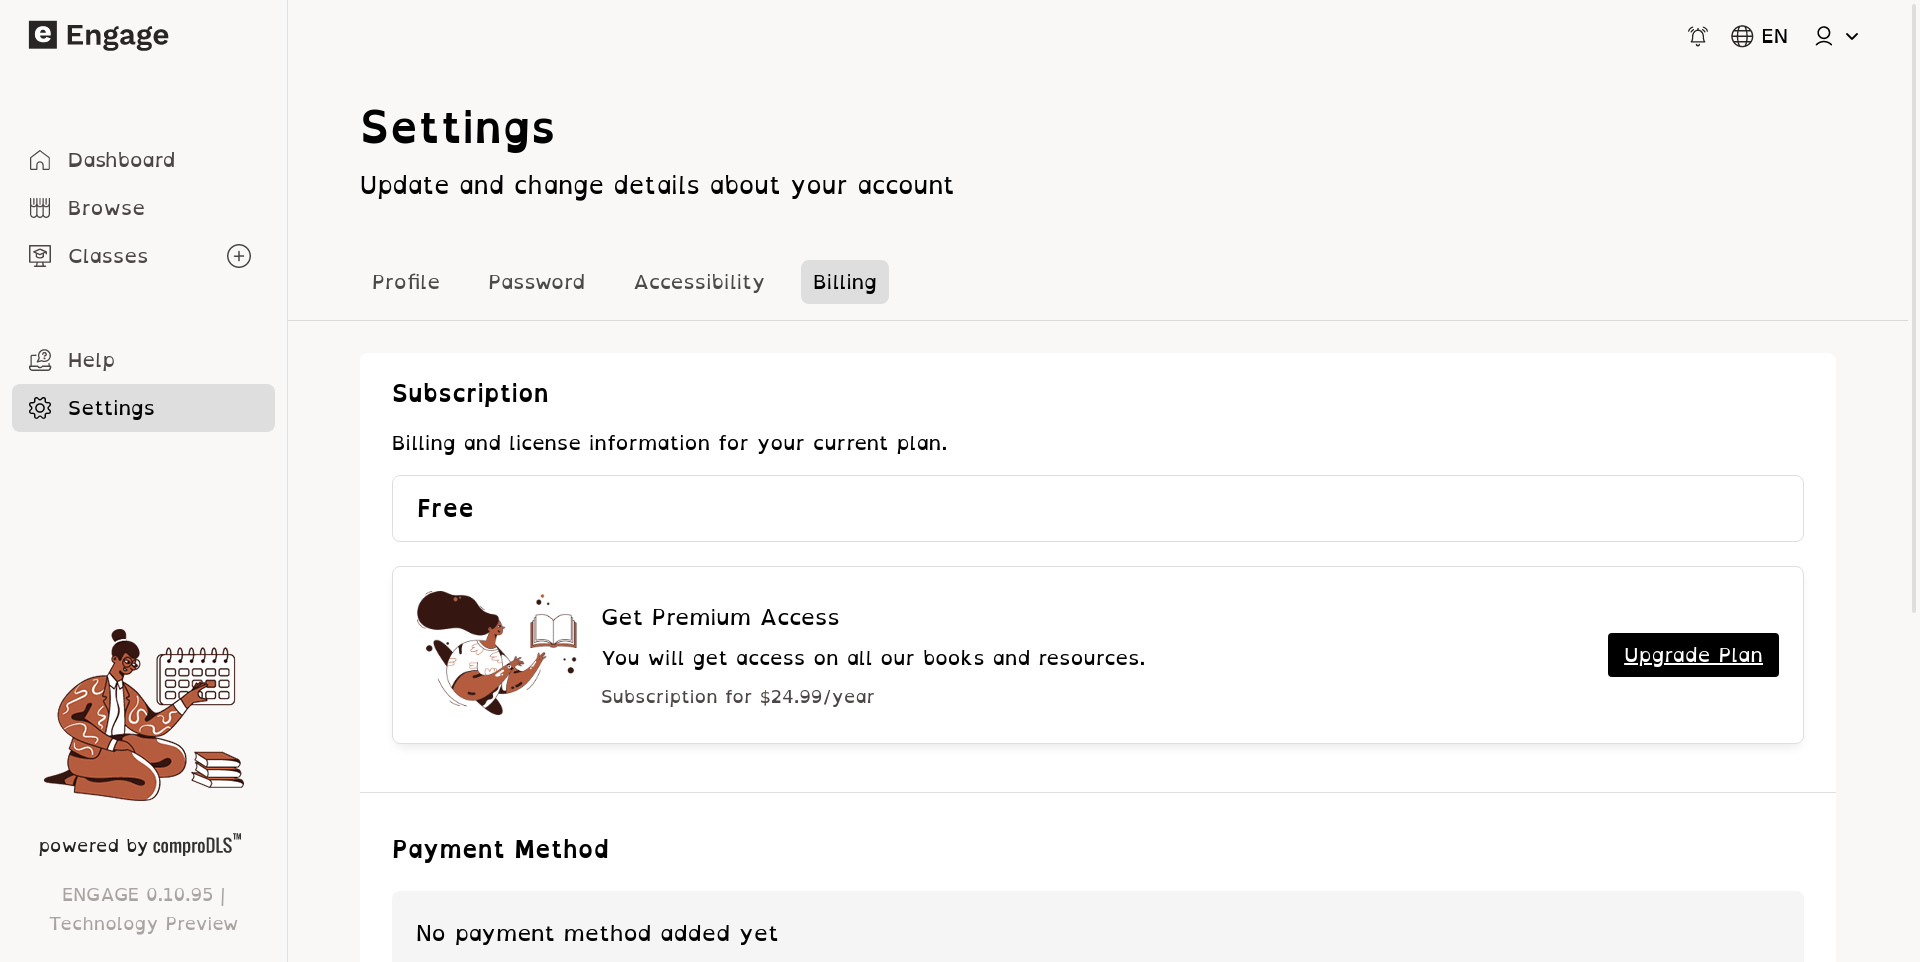 e Engage
EN
Dashboard
Browse
Classes
Help
Settings
powered by comproDLS™
ENGAGE 0.10.95 |
Technology Preview
Settings
Update and change details about your account
Profile
Password
Accessibility
Billing
Subscription
Billing and license information for your current plan.
Free
Get Premium Access
You will get access on all our books and resources.
Subscription for $24.99/year
Upgrade Plan
Payment Method
No payment method added yet